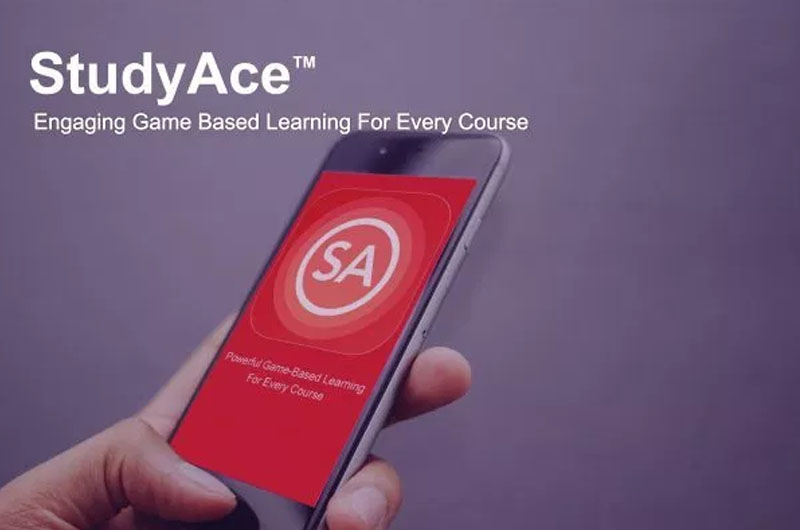 StudyAce™
Engaging Game Based Learning For Every Course
SA
Powerful Game-Based Learning
For Every Course